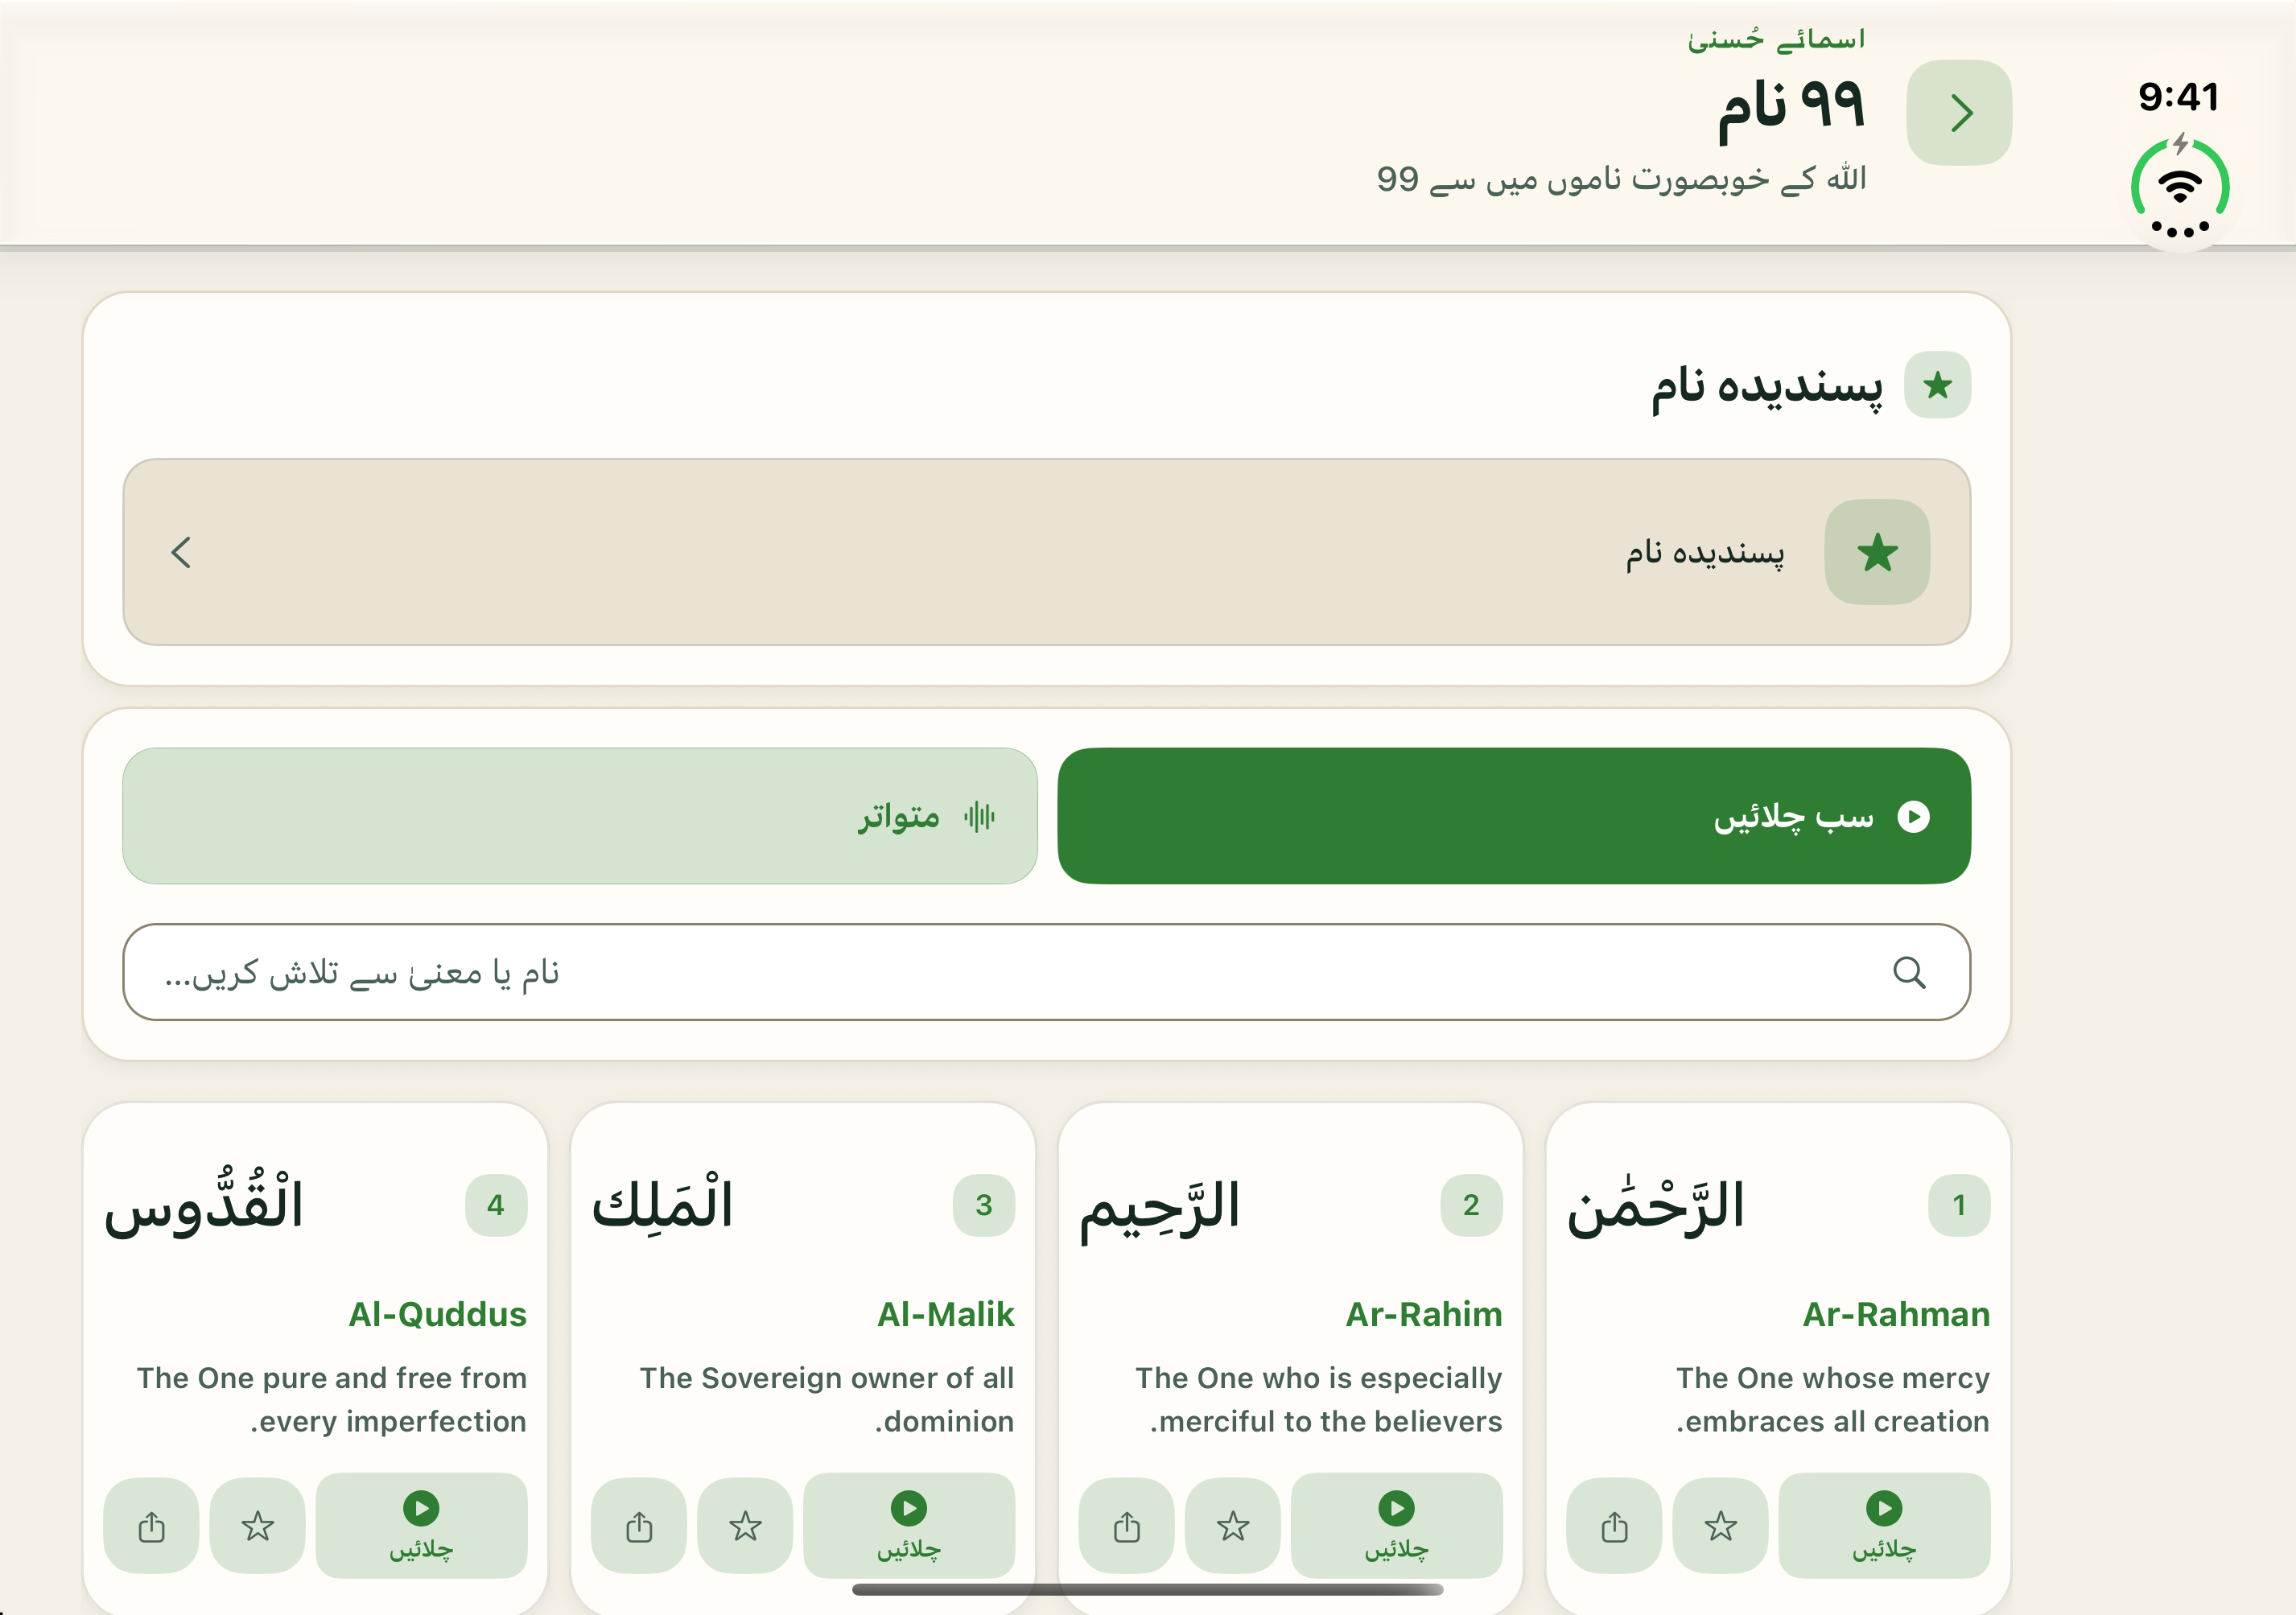 اسمائے حُسنیٰ
۹۹ نام
اللہ کے خوبصورت ناموں میں سے 99
9:41
پسندیدہ نام
پسندیدہ نام
سب چلائیں
متواتر
نام یا معنیٰ سے تلاش کریں...
1
الرَّحْمَٰن
Ar-Rahman
The One whose mercy
embraces all creation.
چلائیں
2
الرَّحِيم
Ar-Rahim
The One who is especially
merciful to the believers.
چلائیں
3
الْمَلِك
Al-Malik
The Sovereign owner of all
dominion.
چلائیں
4
الْقُدُّوس
Al-Quddus
The One pure and free from
every imperfection.
چلائیں